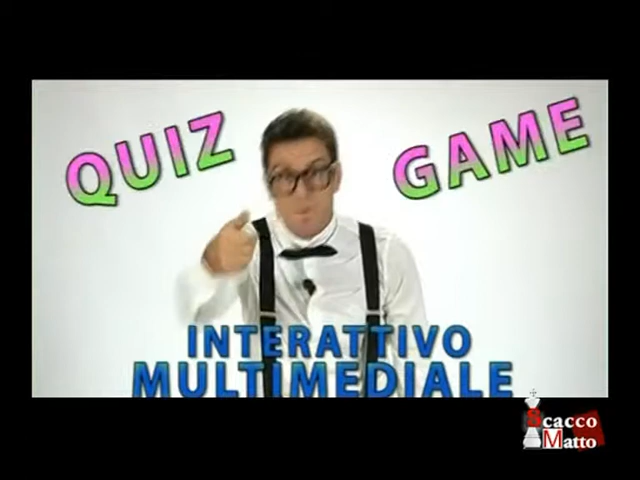 QUIZ GAME
INTERATTIVO
MULTIMEDIALE
Scacco
Matto